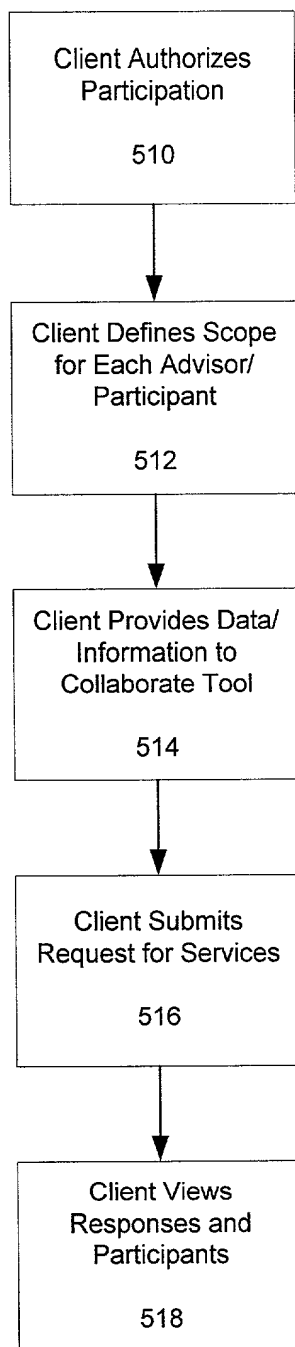 Client Authorizes
Participation
510
Client Defines Scope
for Each Advisor/
Participant
512
Client Provides Data/
Information to
Collaborate Tool
514
Client Submits
Request for Services
516
Client Views
Responses and
Participants
518